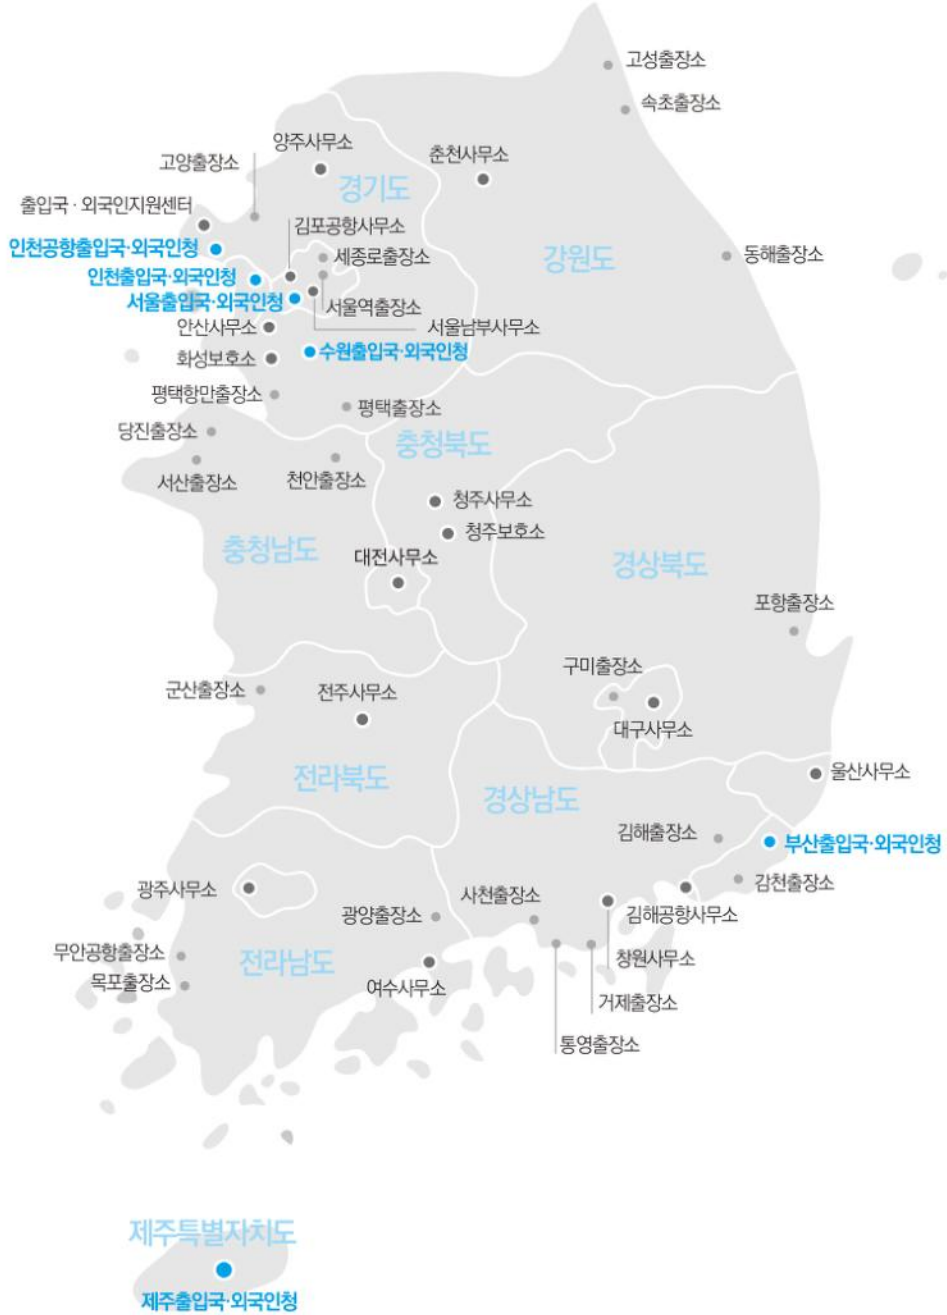 고성출장소
속초출장소
양주사무소
춘천사무소
고양출장소
경기도
출입국 · 외국인지원센터
김포공항사무소
인천공항출입국·외국인청
세종로출장소
강원도
동해출장소
인천출입국·외국인청
서울출입국·외국인청
서울역출장소
안산사무소
서울남부사무소
화성보호소
수원출입국·외국인청
평택항만출장소
평택출장소
당진출장소
충청북도
서산출장소
천안출장소
청주사무소
청주보호소
충청남도
대전사무소
경상북도
포항출장소
구미출장소
군산출장소
전주사무소
대구사무소
전라북도
울산사무소
경상남도
김해출장소
부산출입국·외국인청
광주사무소
감천출장소
사천출장소
광양출장소
김해공항사무소
무안공항출장소
전라남도
창원사무소
목포출장소
여수사무소
거제출장소
통영출장소
제주특별자치도
제주출입국·외국인청